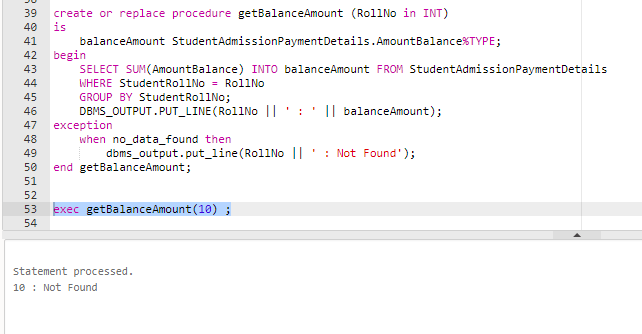 39 create or replace procedure getBalanceAmount (RollNo in INT)
40 is
41     balanceAmount StudentAdmissionPaymentDetails.AmountBalance%TYPE;
42 begin
43     SELECT SUM(AmountBalance) INTO balanceAmount FROM StudentAdmissionPaymentDetails
44     WHERE StudentRollNo = RollNo
45     GROUP BY StudentRollNo;
46     DBMS_OUTPUT.PUT_LINE(RollNo || ' : ' || balanceAmount);
47 exception
48     when no_data_found then
49         dbms_output.put_line(RollNo || ' : Not Found');
50 end getBalanceAmount;
51
52
53 exec getBalanceAmount(10) ;
54
Statement processed.
10 : Not Found